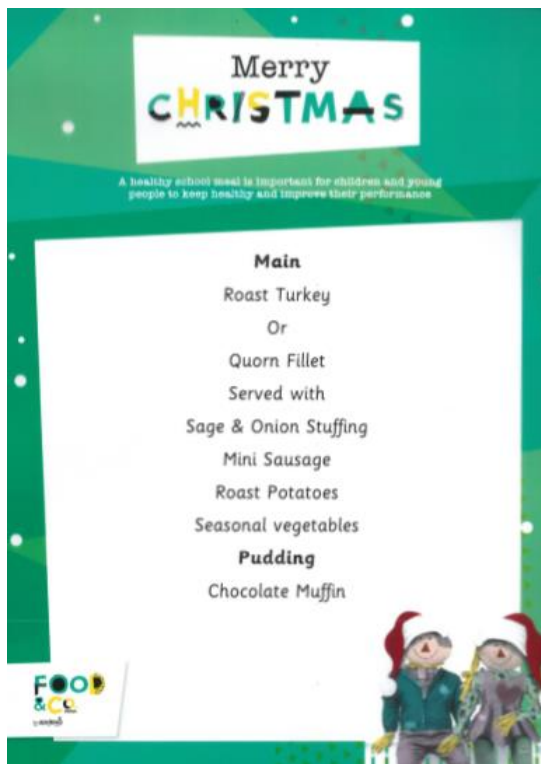 Merry
CHRISTMAS
A healthy school meal is important for children and young
people to keep healthy and improve their performance
Main
Roast Turkey
Or
Quorn Fillet
Served with
Sage & Onion Stuffing
Mini Sausage
Roast Potatoes
Seasonal vegetables
Pudding
Chocolate Muffin
FOOD
& Co.